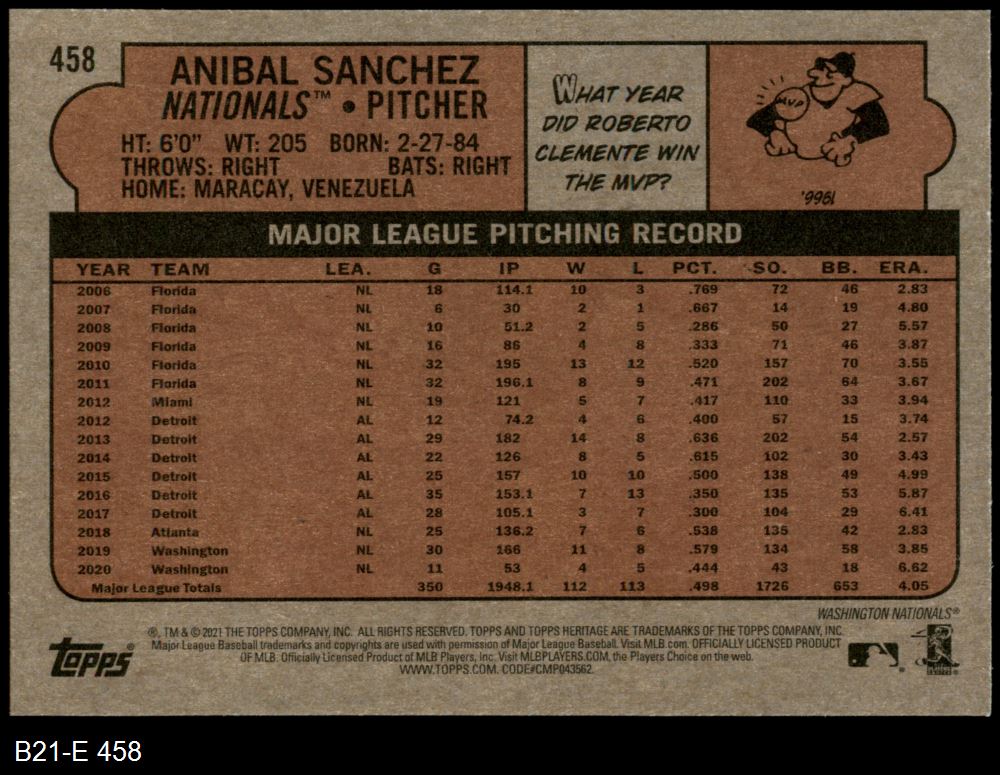 458
ANIBAL SANCHEZ
NATIONALS™ • PITCHER
HT: 6'0" WT: 205 BORN: 2-27-84
THROWS: RIGHT BATS: RIGHT
HOME: MARACAY, VENEZUELA
WHAT YEAR
DID ROBERTO
CLEMENTE WIN
THE MVP?
MVP
1966.
MAJOR LEAGUE PITCHING RECORD
YEAR TEAM LEA. G IP W L PCT. SO. BB. ERA.
2006 Florida NL 18 114.1 10 3 .769 72 46 2.83
2007 Florida NL 6 30 2 1 .667 14 19 4.80
2008 Florida NL 10 51.2 2 5 .286 50 27 5.57
2009 Florida NL 16 86 4 8 .333 71 46 3.87
2010 Florida NL 32 195 13 12 .520 157 70 3.55
2011 Florida NL 32 196.1 8 9 .471 202 64 3.67
2012 Miami NL 19 121 5 7 .417 110 33 3.94
2012 Detroit AL 12 74.2 4 6 .400 57 15 3.74
2013 Detroit AL 29 182 14 8 .636 202 54 2.57
2014 Detroit AL 22 126 8 5 .615 102 30 3.43
2015 Detroit AL 25 157 10 10 .500 138 49 4.99
2016 Detroit AL 35 153.1 7 13 .350 135 53 5.87
2017 Detroit AL 28 105.1 3 7 .300 104 29 6.41
2018 Atlanta NL 25 136.2 7 6 .538 135 42 2.83
2019 Washington NL 30 166 11 8 .579 134 58 3.85
2020 Washington NL 11 53 4 5 .444 43 18 6.62
Major League Totals 350 1948.1 112 113 .498 1726 653 4.05
WASHINGTON NATIONALS®
®, TM & © 2021 THE TOPPS COMPANY, INC. ALL RIGHTS RESERVED. TOPPS AND TOPPS HERITAGE ARE TRADEMARKS OF THE TOPPS COMPANY, INC.
Major League Baseball trademarks and copyrights are used with permission of Major League Baseball. Visit MLB.com. OFFICIALLY LICENSED PRODUCT
OF MLB. Officially Licensed Product of MLB Players, Inc. Visit MLBPLAYERS.COM, the Players Choice on the web.
WWW.TOPPS.COM. CODE#CMP043562.
topps®
B21-E 458